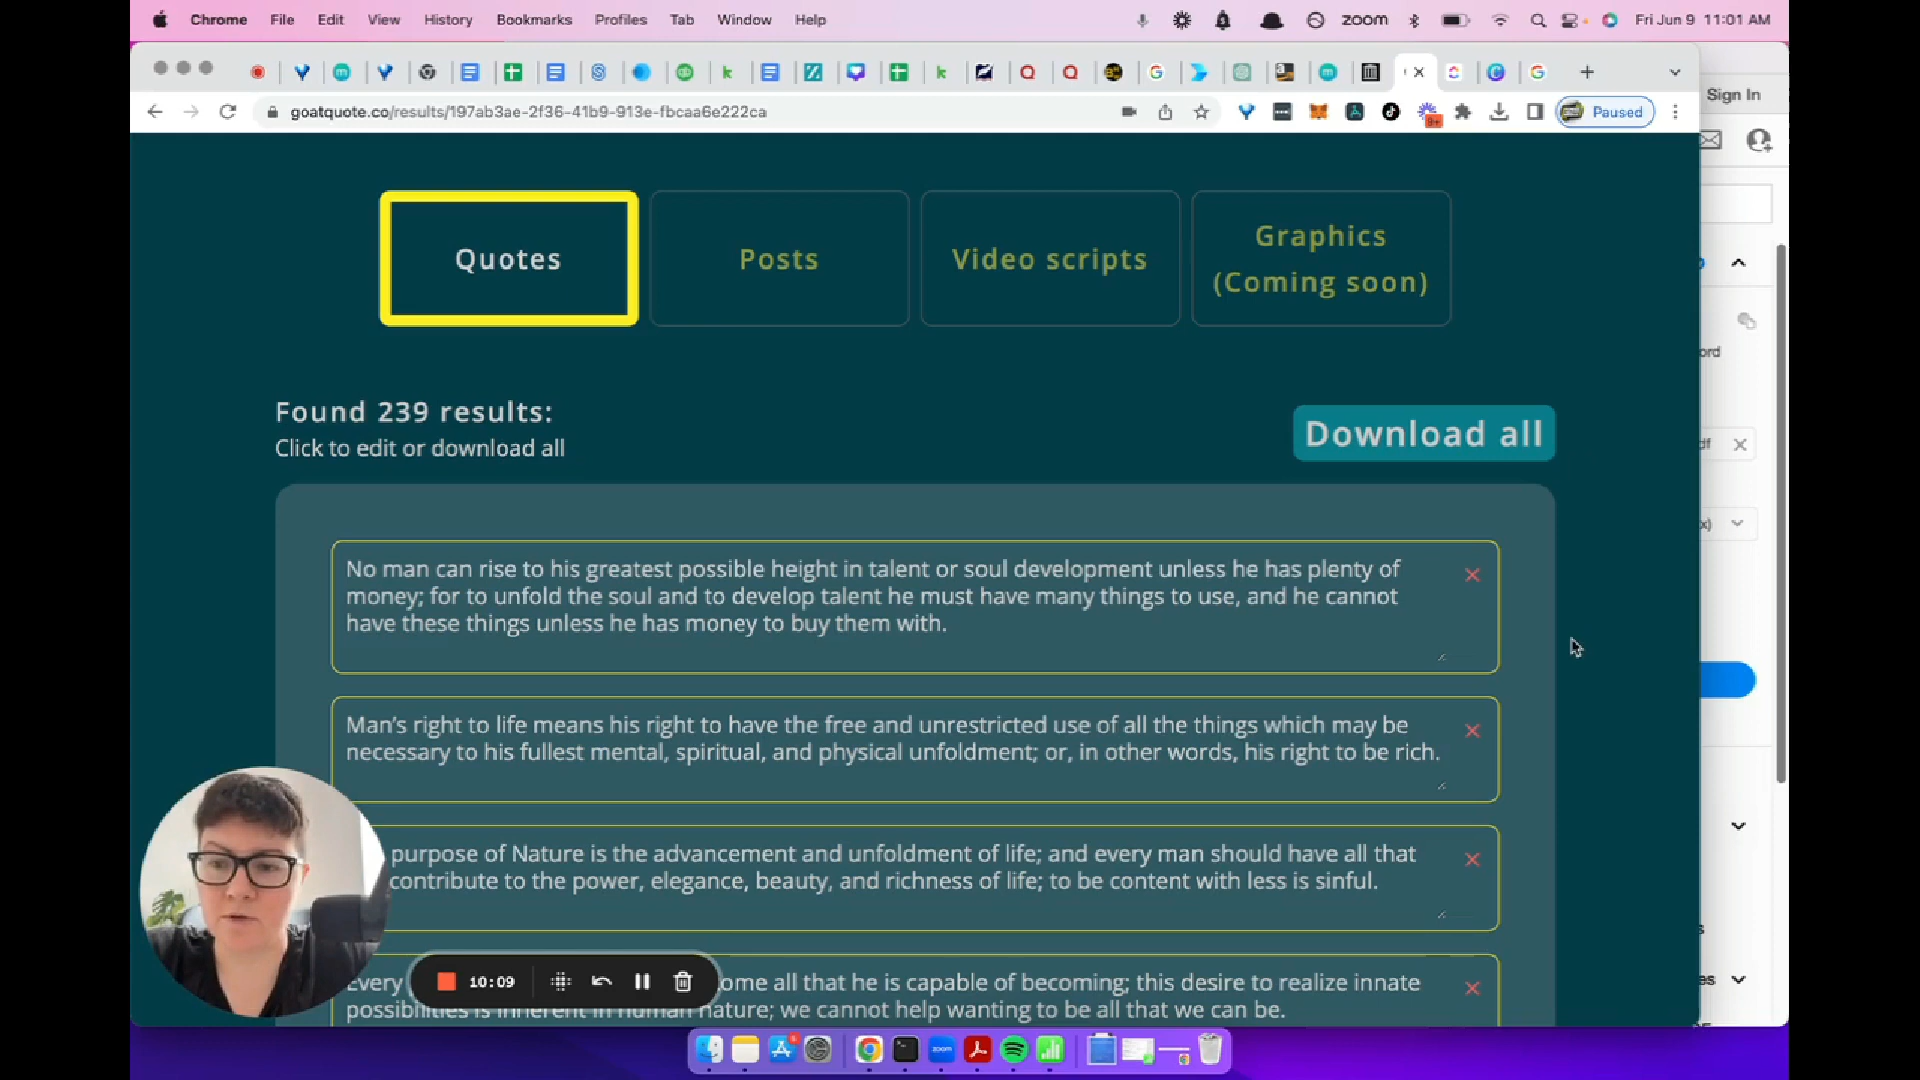 Chrome File Edit View History Bookmarks Profiles Tab Window Help zoom Fri Jun 9 11:01 AM
goatquote.co/results/197ab3ae-2f36-41b9-913e-fbcaa6e222ca 9+ Paused
Sign In
Quotes
Posts
Video scripts
Graphics
(Coming soon)
ord
Found 239 results:
Click to edit or download all
Download all
df
x)
No man can rise to his greatest possible height in talent or soul development unless he has plenty of
money; for to unfold the soul and to develop talent he must have many things to use, and he cannot
have these things unless he has money to buy them with.
Man's right to life means his right to have the free and unrestricted use of all the things which may be
necessary to his fullest mental, spiritual, and physical unfoldment; or, in other words, his right to be rich.
purpose of Nature is the advancement and unfoldment of life; and every man should have all that
contribute to the power, elegance, beauty, and richness of life; to be content with less is sinful.
Every ome all that he is capable of becoming; this desire to realize innate
possibilities is inherent in human nature; we cannot help wanting to be all that we can be.
10:09
s
es
zoom